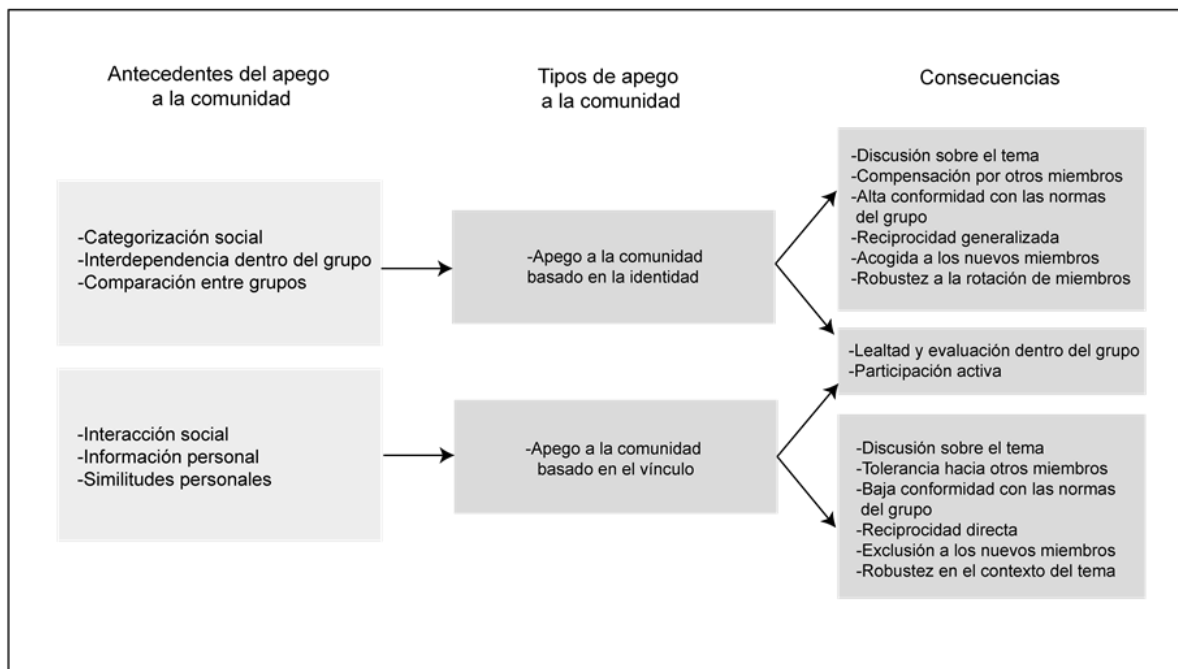 Antecedentes del apego
a la comunidad
Tipos de apego
a la comunidad
Consecuencias
-Categorización social
-Interdependencia dentro del grupo
-Comparación entre grupos
-Apego a la comunidad
basado en la identidad
-Discusión sobre el tema
-Compensación por otros miembros
-Alta conformidad con las normas
del grupo
-Reciprocidad generalizada
-Acogida a los nuevos miembros
-Robustez a la rotación de miembros
-Lealtad y evaluación dentro del grupo
-Participación activa
-Interacción social
-Información personal
-Similitudes personales
-Apego a la comunidad
basado en el vínculo
-Discusión sobre el tema
-Tolerancia hacia otros miembros
-Baja conformidad con las normas
del grupo
-Reciprocidad directa
-Exclusión a los nuevos miembros
-Robustez en el contexto del tema